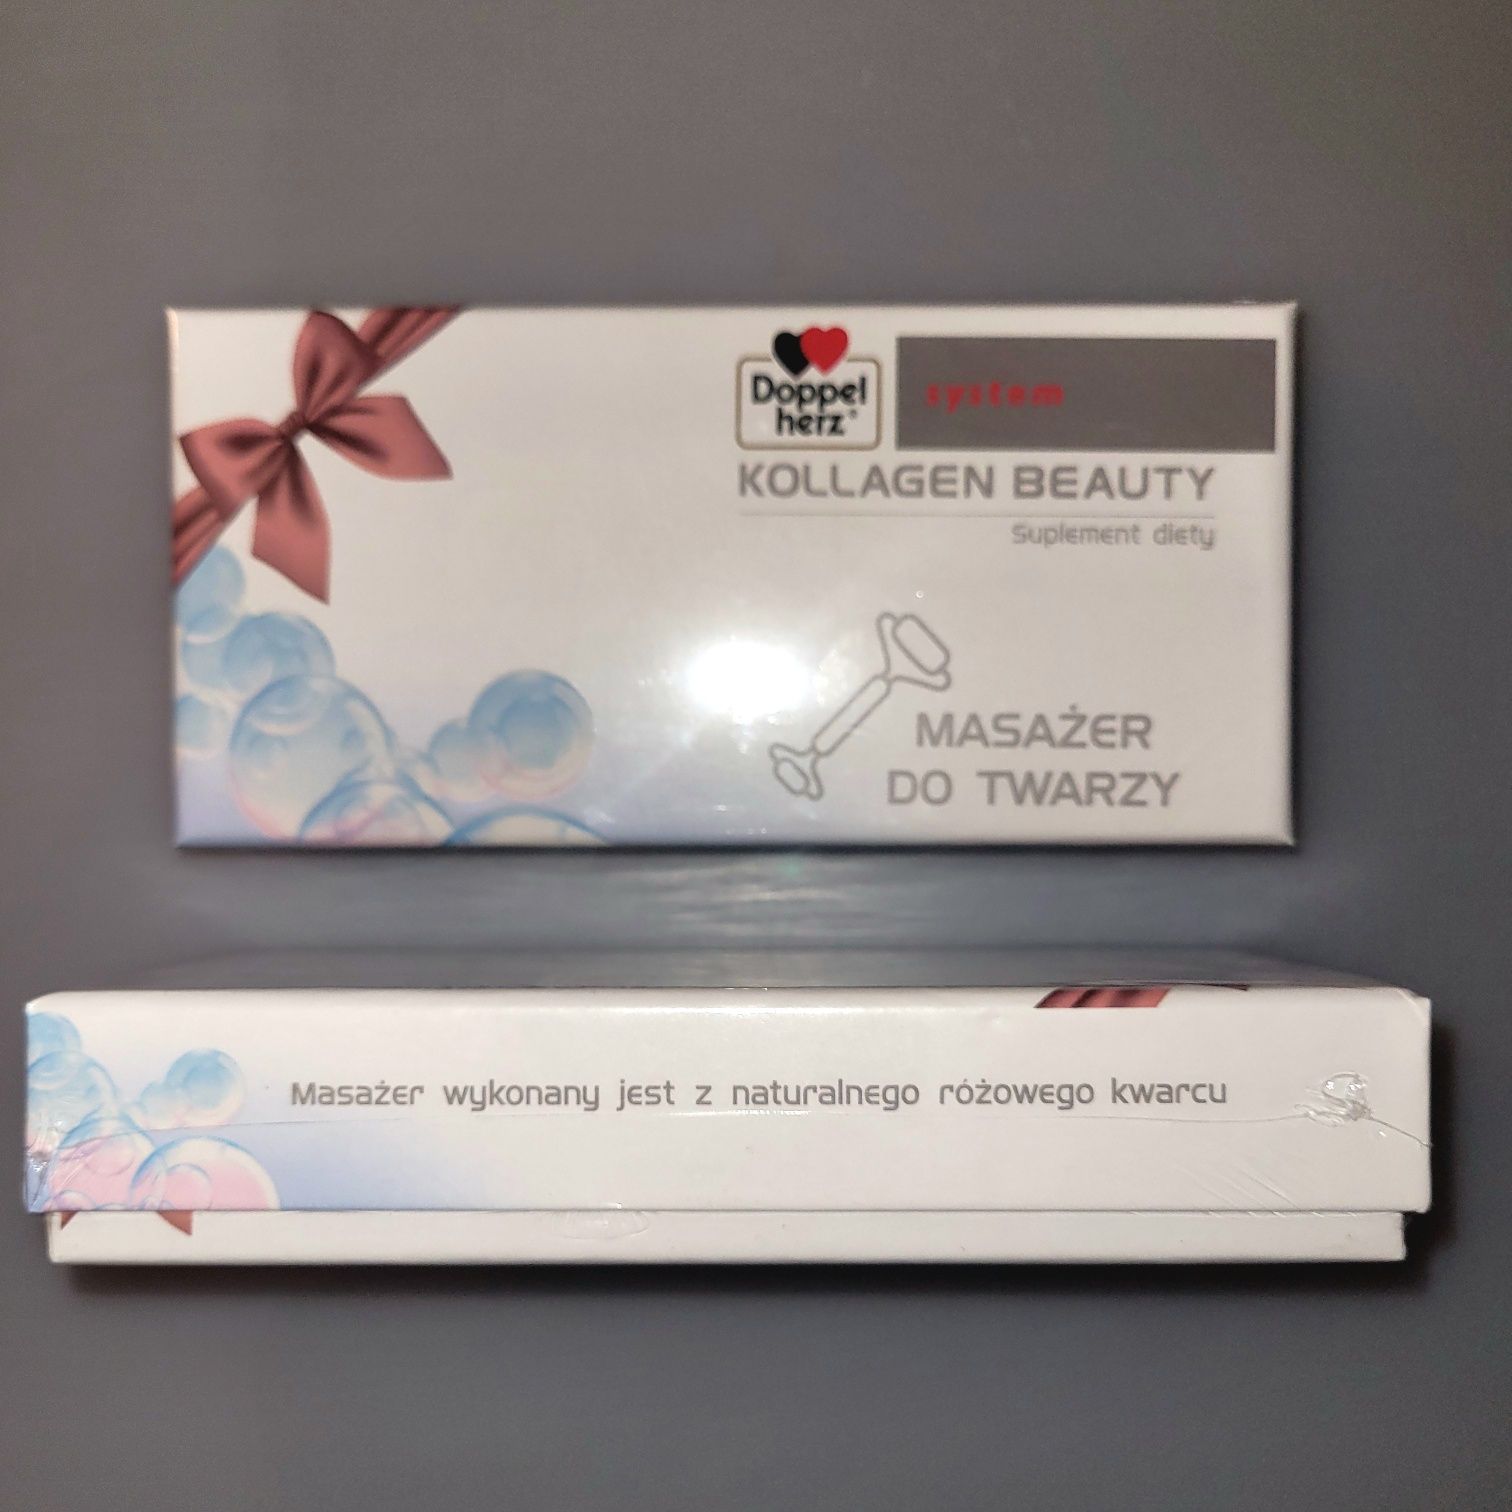 Doppel
herz®
system
KOLLAGEN BEAUTY
Suplement diety
MASAŻER
DO TWARZY
Masażer wykonany jest z naturalnego różowego kwarcu